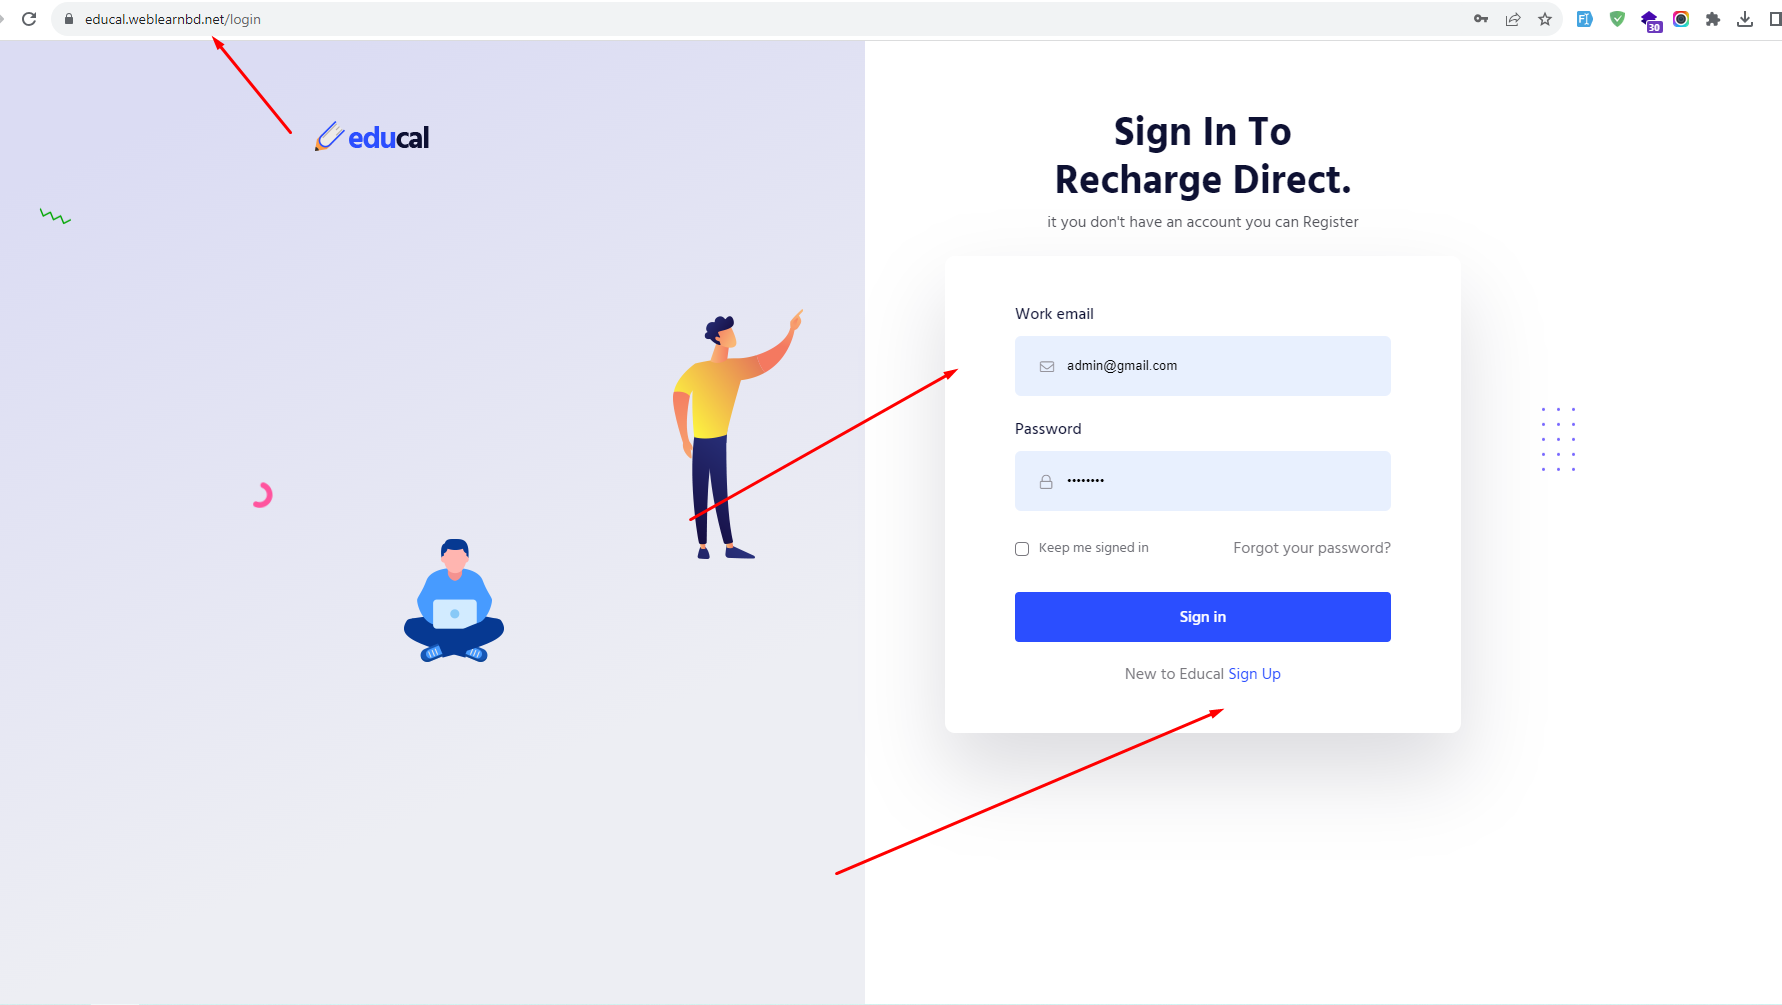 educal.weblearnbd.net/login
30
educal
Sign In To
Recharge Direct.
it you don't have an account you can Register
Work email
admin@gmail.com
Password
••••••••
Keep me signed in
Forgot your password?
Sign in
New to Educal Sign Up